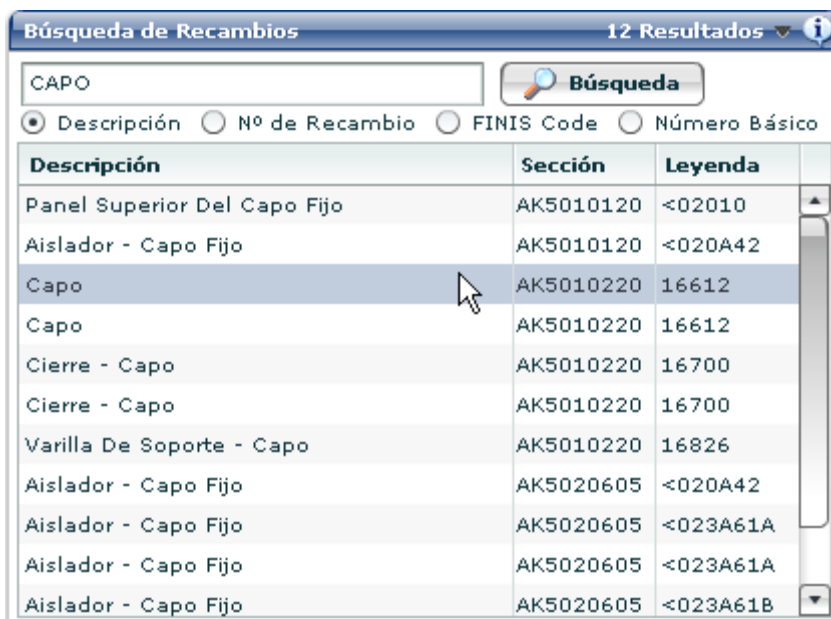 Búsqueda de Recambios 12 Resultados
CAPO Búsqueda
Descripción Nº de Recambio FINIS Code Número Básico
Descripción Sección Leyenda
Panel Superior Del Capo Fijo AK5010120 <02010
Aislador - Capo Fijo AK5010120 <020A42
Capo AK5010220 16612
Capo AK5010220 16612
Cierre - Capo AK5010220 16700
Cierre - Capo AK5010220 16700
Varilla De Soporte - Capo AK5010220 16826
Aislador - Capo Fijo AK5020605 <020A42
Aislador - Capo Fijo AK5020605 <023A61A
Aislador - Capo Fijo AK5020605 <023A61A
Aislador - Capo Fijo AK5020605 <023A61B